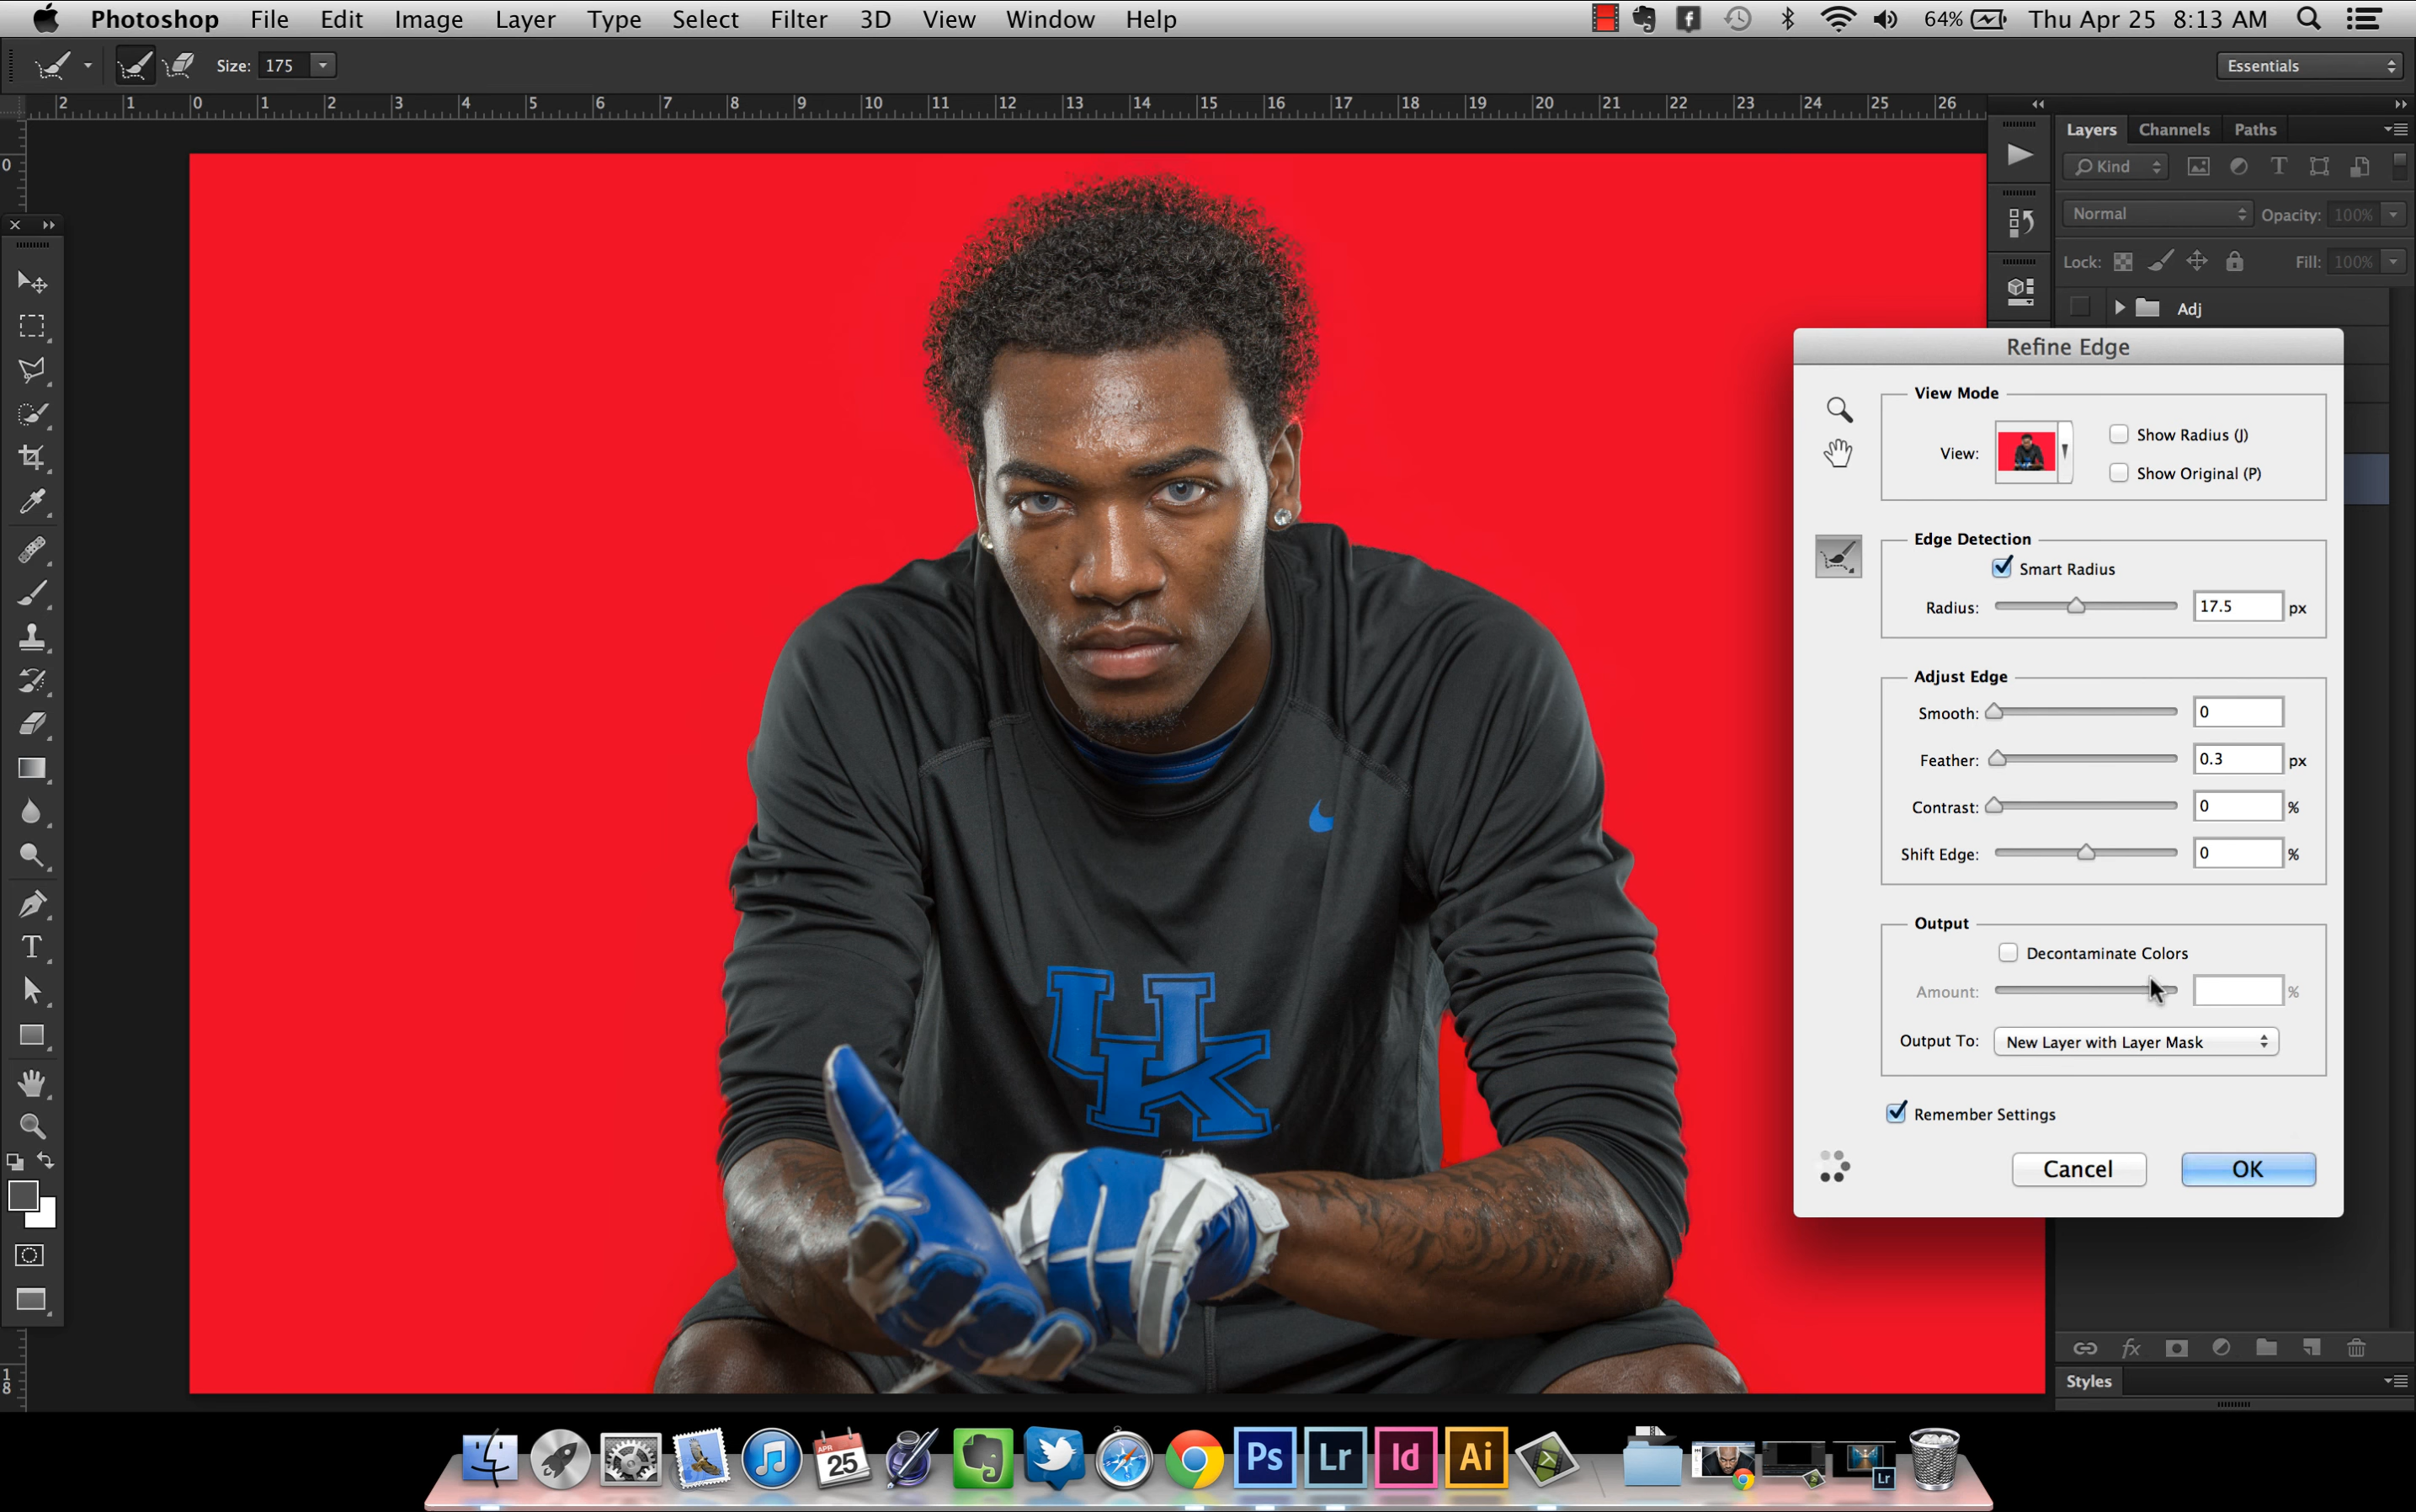 Photoshop File Edit Image Layer Type Select Filter 3D View Window Help 64% Thu Apr 25 8:13 AM
Size: 175 Essentials
2 1 0 1 2 3 4 5 6 7 8 9 10 11 12 13 14 15 16 17 18 19 20 21 22 23 24 25 26
Layers Channels Paths
0
Kind
Normal Opacity: 100%
Lock: Fill: 100%
Adj
Refine Edge
View Mode
View:
Show Radius (J)
Show Original (P)
Edge Detection
Smart Radius
Radius: 17.5 px
Adjust Edge
Smooth: 0
Feather: 0.3 px
Contrast: 0 %
Shift Edge: 0 %
Output
Decontaminate Colors
Amount: %
Output To: New Layer with Layer Mask
Remember Settings
Cancel OK
UK
18
fx
Styles
APR
25
Ps Lr Id Ai
Lr